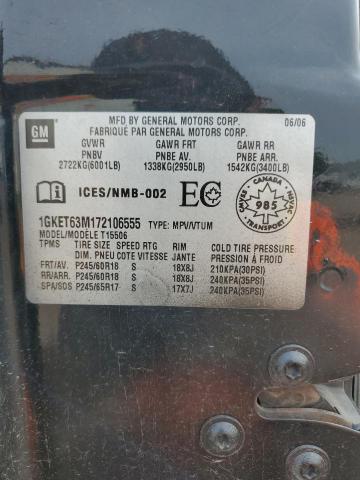 GM
MFD BY GENERAL MOTORS CORP. 06/06
FABRIQUÉ PAR GENERAL MOTORS CORP.
GVWR GAWR FRT GAWR RR
PNBV PNBE AV. PNBE ARR.
2722KG(6001LB) 1338KG(2950LB) 1542KG(3400LB)
i ICES/NMB-002 EC
CANADA
985
TRANSPORT
1GKET63M172106555 TYPE: MPV/VTUM
MODEL/MODÈLE T15506
TPMS TIRE SIZE SPEED RTG RIM COLD TIRE PRESSURE
DIM. PNEU COTE VITESSE JANTE PRESSION À FROID
FRT/AV. P245/60R18 S 18X8J 210KPA(30PSI)
RR/ARR. P245/60R18 S 18X8J 240KPA(35PSI)
SPA/SDS P245/65R17 S 17X7J 240KPA(35PSI)